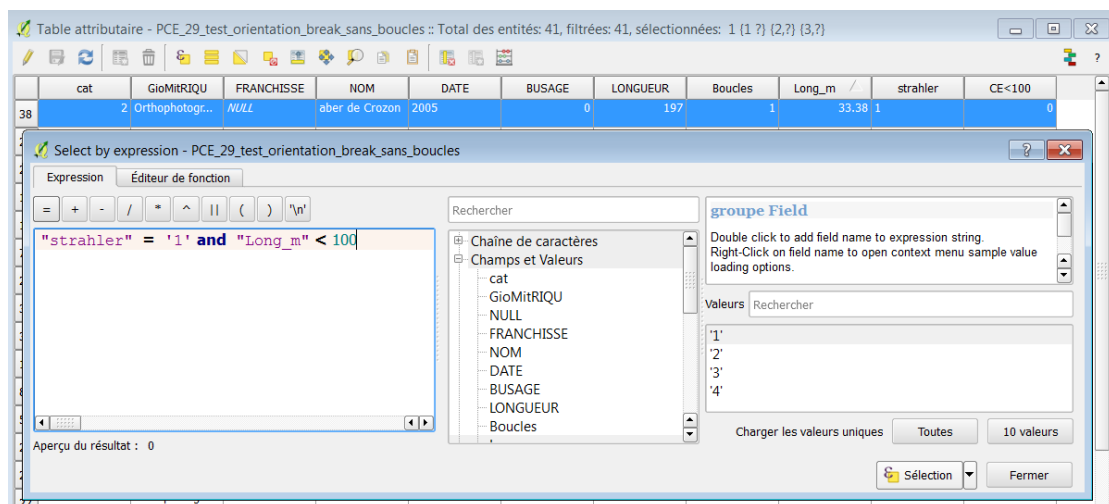 Table attributaire - PCE_29_test_orientation_break_sans_boucles :: Total des entités: 41, filtrées: 41, sélectionnées: 1 {1 ?} {2,?} {3,?}
?
cat GioMitRIQU FRANCHISSE NOM DATE BUSAGE LONGUEUR Boucles Long_m strahler CE<100
38 2 Orthophotogr... NULL aber de Crozon 2005 0 197 1 33.38 1 0
Select by expression - PCE_29_test_orientation_break_sans_boucles
Expression Éditeur de fonction
= + - / * ^ || ( ) '\n' Rechercher groupe Field
"strahler" = '1' and "Long_m" < 100
Chaîne de caractères
Champs et Valeurs
cat
GioMitRIQU
NULL
FRANCHISSE
NOM
DATE
BUSAGE
LONGUEUR
Boucles
Double click to add field name to expression string.
Right-Click on field name to open context menu sample value
loading options.
Valeurs Rechercher
'1'
'2'
'3'
'4'
Charger les valeurs uniques Toutes 10 valeurs
Aperçu du résultat : 0
Sélection Fermer